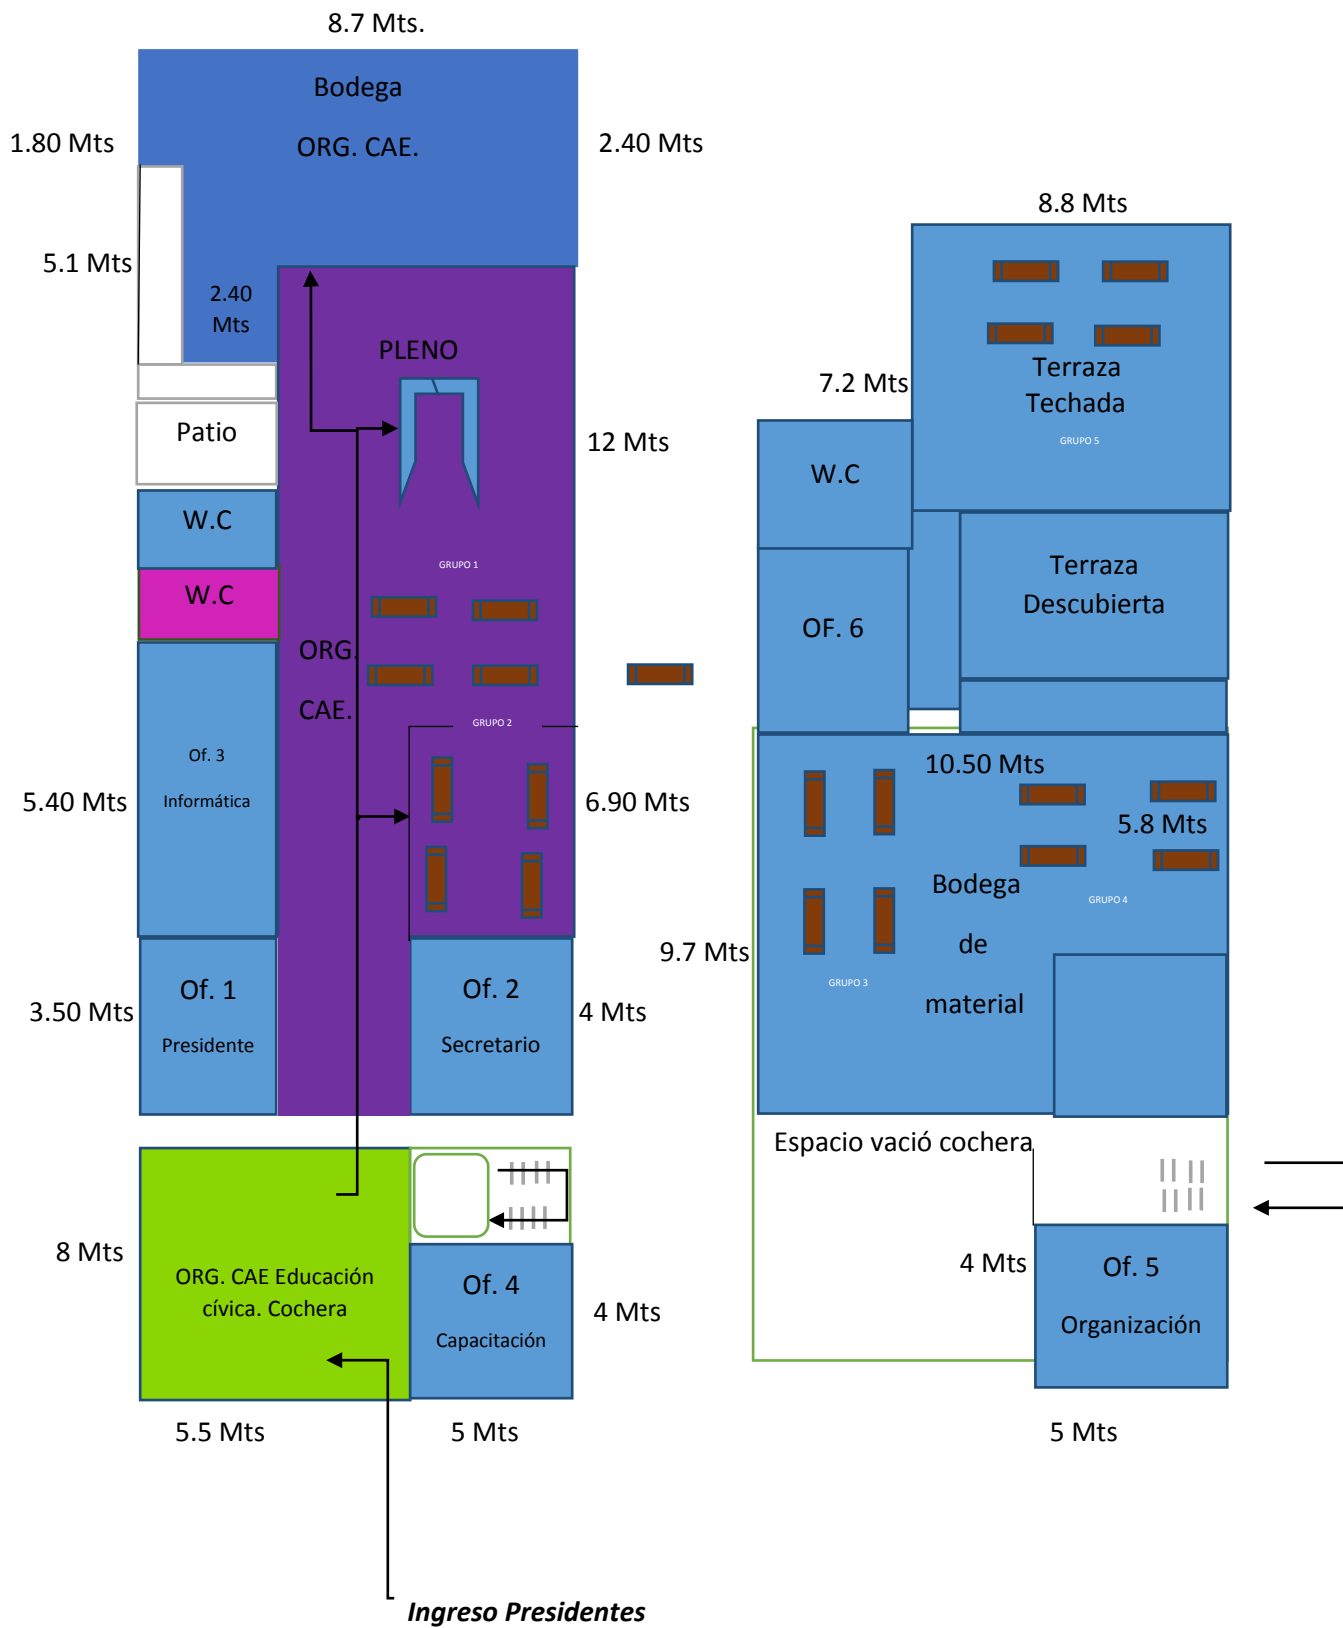 8.7 Mts.
Bodega
ORG. CAE.
1.80 Mts
2.40 Mts
5.1 Mts
2.40
Mts
PLENO
Patio
12 Mts
W.C
GRUPO 1
W.C
ORG.
CAE.
GRUPO 2
Of. 3
Informática
5.40 Mts
6.90 Mts
Of. 1
Presidente
3.50 Mts
Of. 2
Secretario
4 Mts
8 Mts
ORG. CAE Educación
cívica. Cochera
Of. 4
Capacitación
4 Mts
5.5 Mts
5 Mts
Ingreso Presidentes
8.8 Mts
Terraza
Techada
GRUPO 5
7.2 Mts
W.C
Terraza
Descubierta
OF. 6
10.50 Mts
5.8 Mts
Bodega
de
material
GRUPO 4
GRUPO 3
9.7 Mts
Espacio vació cochera
4 Mts
Of. 5
Organización
5 Mts